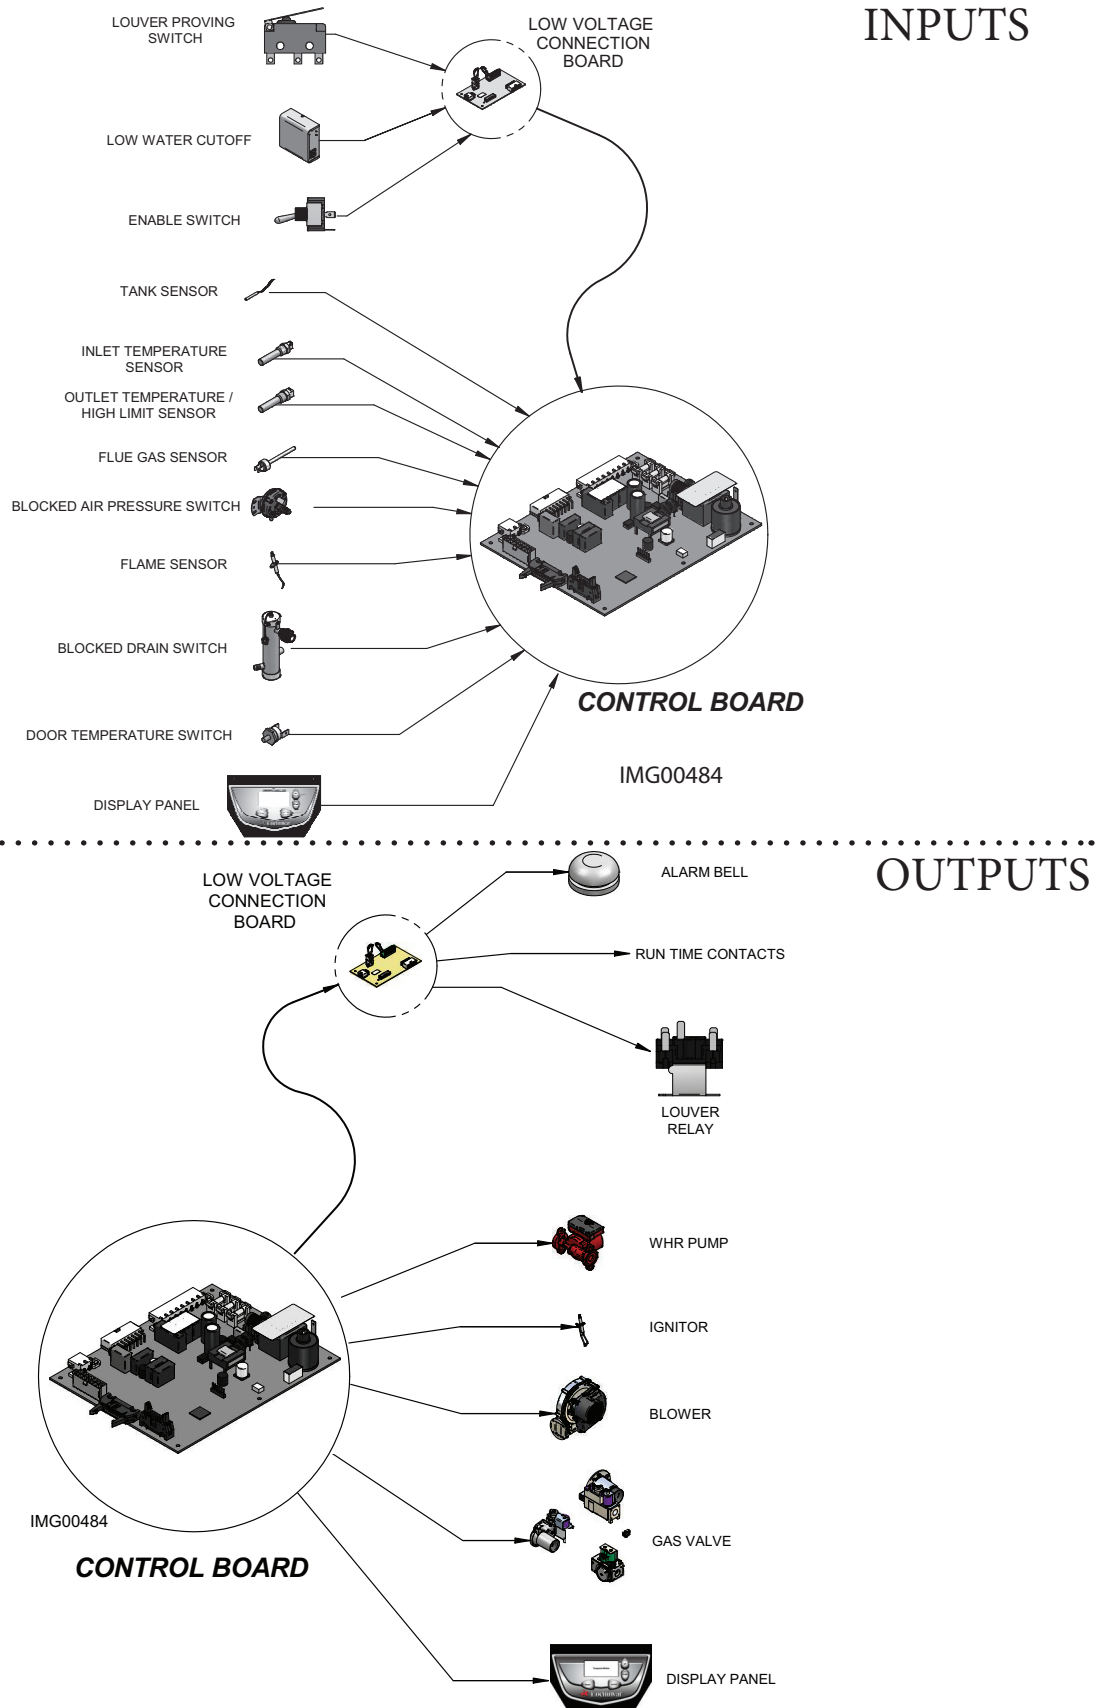 INPUTS
LOUVER PROVING
SWITCH
LOW VOLTAGE
CONNECTION
BOARD
LOW WATER CUTOFF
ENABLE SWITCH
TANK SENSOR
INLET TEMPERATURE
SENSOR
OUTLET TEMPERATURE /
HIGH LIMIT SENSOR
FLUE GAS SENSOR
BLOCKED AIR PRESSURE SWITCH
FLAME SENSOR
BLOCKED DRAIN SWITCH
CONTROL BOARD
DOOR TEMPERATURE SWITCH
IMG00484
DISPLAY PANEL
OUTPUTS
LOW VOLTAGE
CONNECTION
BOARD
ALARM BELL
RUN TIME CONTACTS
LOUVER
RELAY
WHR PUMP
IGNITOR
BLOWER
GAS VALVE
IMG00484
CONTROL BOARD
DISPLAY PANEL
Lochinvar